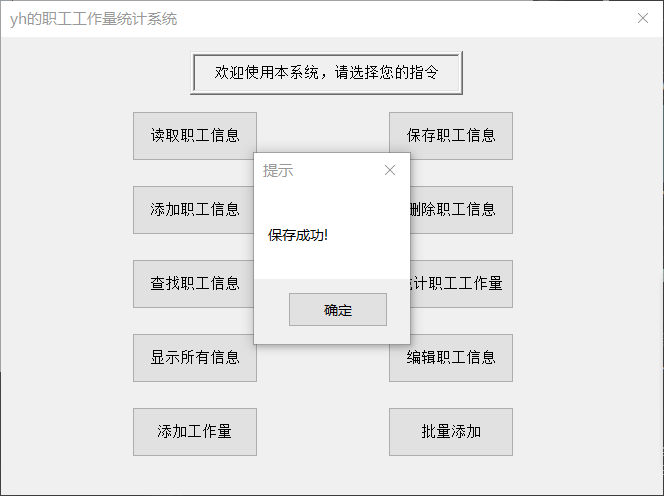 yh的职工工作量统计系统
欢迎使用本系统，请选择您的指令
读取职工信息
保存职工信息
提示
添加职工信息
删除职工信息
保存成功!
查找职工信息
统计职工工作量
确定
显示所有信息
编辑职工信息
添加工作量
批量添加